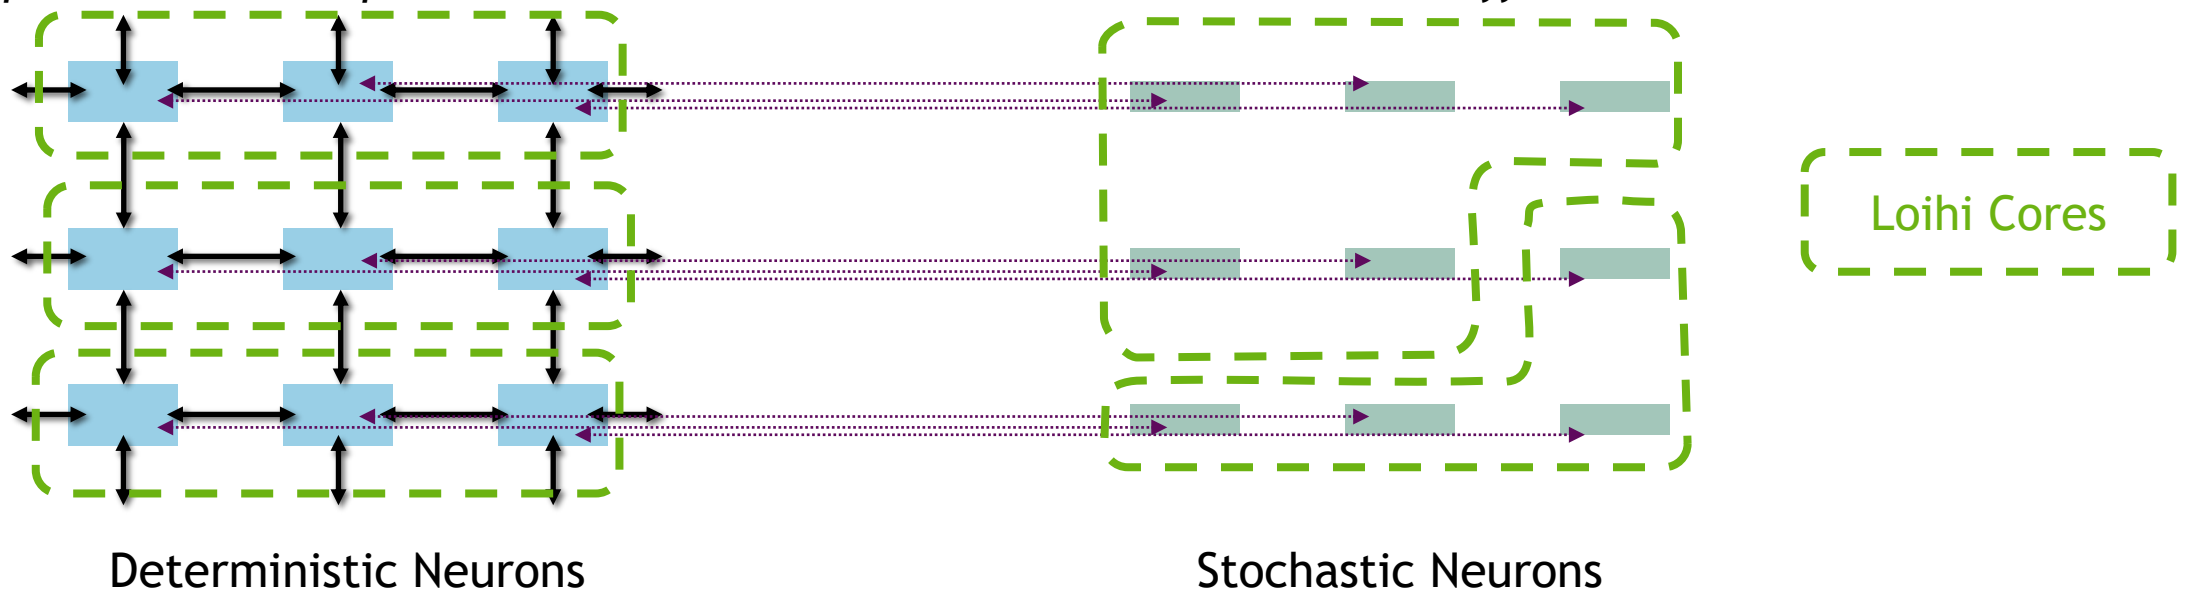 Loihi Cores
Deterministic Neurons
Stochastic Neurons